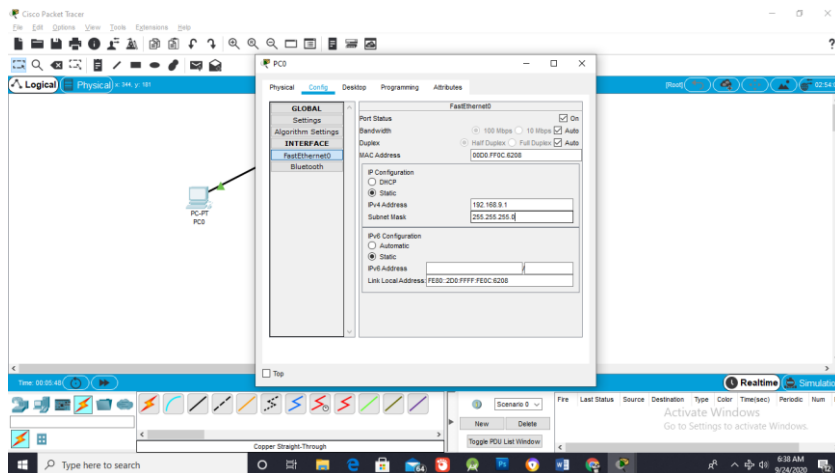 Cisco Packet Tracer
File Edit Options View Tools Extensions Help
?
PC0
Physical Config Desktop Programming Attributes
Logical Physical x: 344, y: 181
[Root]
GLOBAL
Settings
Algorithm Settings
INTERFACE
FastEthernet0
Bluetooth
FastEthernet0
Port Status On
Bandwidth 100 Mbps 10 Mbps Auto
Duplex Half Duplex Full Duplex Auto
MAC Address 00D0.FF0C.6208
IP Configuration
DHCP
Static
IPv4 Address 192.168.9.1
Subnet Mask 255.255.255.0
IPv6 Configuration
Automatic
Static
IPv6 Address /
Link Local Address: FE80::2D0:FFFF:FE0C:6208
PC-PT
PC0
Top
Time: 00:05:48
Realtime Simulation
Scenario 0
New Delete
Toggle PDU List Window
Fire Last Status Source Destination Type Color Time(sec) Periodic Num
Activate Windows
Go to Settings to activate Windows.
Copper Straight-Through
Type here to search
64
6:38 AM
9/24/2020